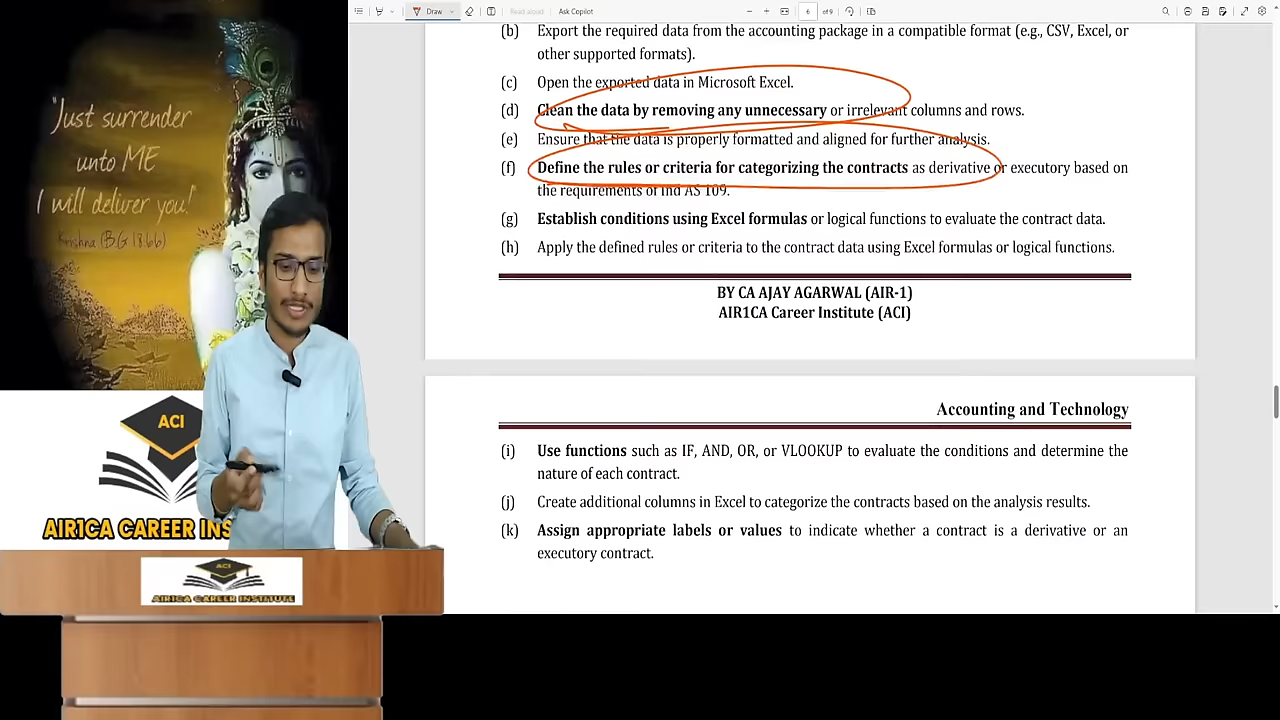 Draw
Read aloud
Ask Copilot
6
of 9
"Just surrender
unto ME
I will deliver you!"
Krishna (B.G 18:66)
ACI
AIR1CA CAREER INS
ACI
AIR1CA CAREER INSTITUTE
(b) Export the required data from the accounting package in a compatible format (e.g., CSV, Excel, or
other supported formats).
(c) Open the exported data in Microsoft Excel.
(d) Clean the data by removing any unnecessary or irrelevant columns and rows.
(e) Ensure that the data is properly formatted and aligned for further analysis.
(f) Define the rules or criteria for categorizing the contracts as derivative or executory based on
the requirements of Ind AS 109.
(g) Establish conditions using Excel formulas or logical functions to evaluate the contract data.
(h) Apply the defined rules or criteria to the contract data using Excel formulas or logical functions.
BY CA AJAY AGARWAL (AIR-1)
AIR1CA Career Institute (ACI)
Accounting and Technology
(i) Use functions such as IF, AND, OR, or VLOOKUP to evaluate the conditions and determine the
nature of each contract.
(j) Create additional columns in Excel to categorize the contracts based on the analysis results.
(k) Assign appropriate labels or values to indicate whether a contract is a derivative or an
executory contract.